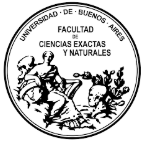 UNIVERSIDAD · DE · BUENOS · AIRES
FACULTAD
DE
CIENCIAS EXACTAS
Y NATURALES